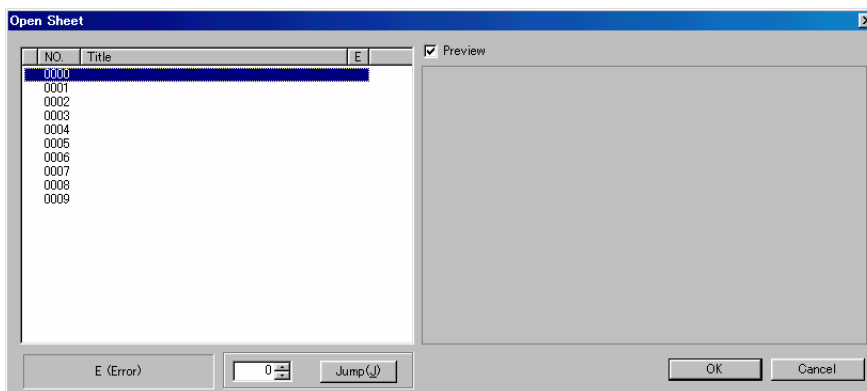 Open Sheet
NO. Title E
Preview
0000
0001
0002
0003
0004
0005
0006
0007
0008
0009
E (Error)
0
Jump(J)
OK
Cancel